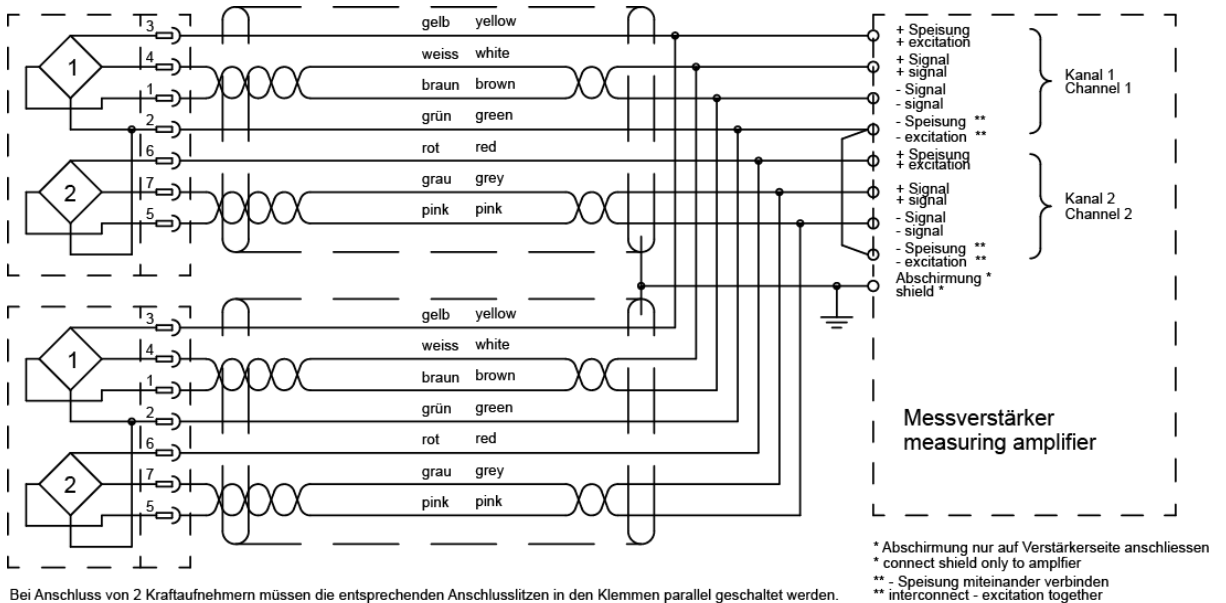 3 gelb yellow
4 weiss white
1 1 braun brown
2 grün green
6 rot red
2 7 grau grey
5 pink pink
3 gelb yellow
1 4 weiss white
1 braun brown
2 grün green
6 rot red
2 7 grau grey
5 pink pink
+ Speisung
+ excitation
+ Signal
+ signal
- Signal
- signal
- Speisung **
- excitation **
Kanal 1
Channel 1
+ Speisung
+ excitation
+ Signal
+ signal
- Signal
- signal
- Speisung **
- excitation **
Kanal 2
Channel 2
Abschirmung *
shield *
Messverstärker
measuring amplifier
* Abschirmung nur auf Verstärkerseite anschliessen
* connect shield only to amplfier
** - Speisung miteinander verbinden
** interconnect - excitation together
Bei Anschluss von 2 Kraftaufnehmern müssen die entsprechenden Anschlusslitzen in den Klemmen parallel geschaltet werden.